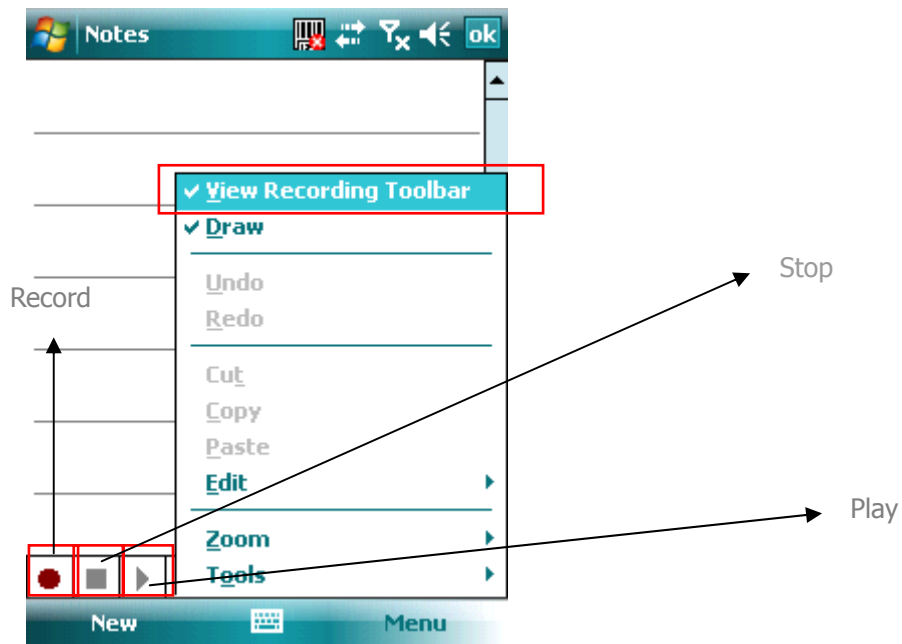 Notes
ok
View Recording Toolbar
Draw
Undo
Redo
Cut
Copy
Paste
Edit
Zoom
Tools
New
Menu
Record
Stop
Play